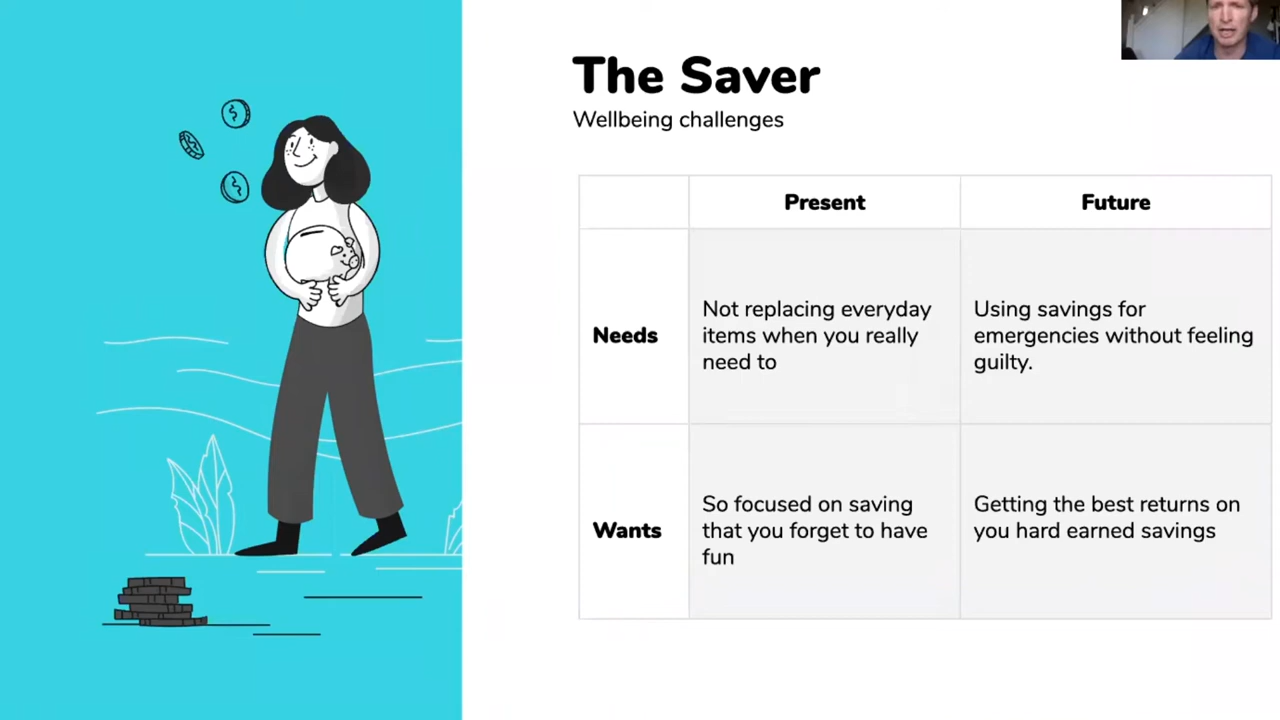 The Saver
Wellbeing challenges
Present
Future
Needs
Not replacing everyday
items when you really
need to
Using savings for
emergencies without feeling
guilty.
Wants
So focused on saving
that you forget to have
fun
Getting the best returns on
you hard earned savings